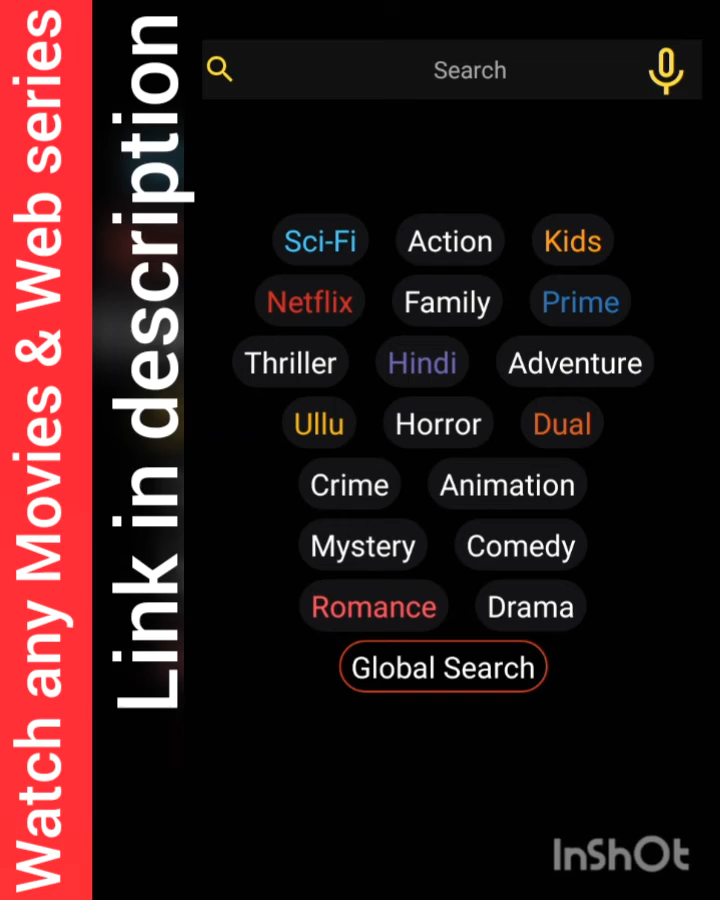 Watch any Movies & Web series
Link in description
Search
Sci-Fi Action Kids
Netflix Family Prime
Thriller Hindi Adventure
Ullu Horror Dual
Crime Animation
Mystery Comedy
Romance Drama
Global Search
InShOt